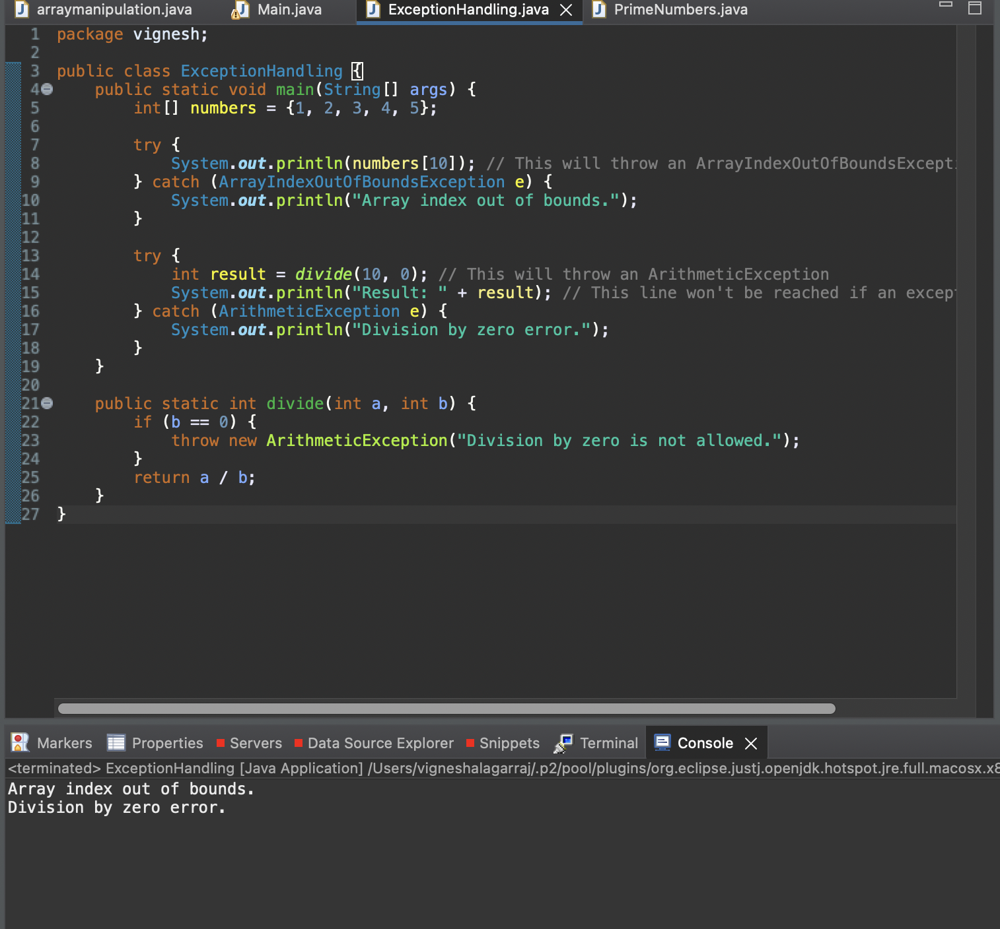 arraymanipulation.java Main.java ExceptionHandling.java PrimeNumbers.java
1 package vignesh;
2
3 public class ExceptionHandling {
4 public static void main(String[] args) {
5 int[] numbers = {1, 2, 3, 4, 5};
6
7 try {
8 System.out.println(numbers[10]); // This will throw an ArrayIndexOutOfBoundsExcepti
9 } catch (ArrayIndexOutOfBoundsException e) {
10 System.out.println("Array index out of bounds.");
11 }
12
13 try {
14 int result = divide(10, 0); // This will throw an ArithmeticException
15 System.out.println("Result: " + result); // This line won't be reached if an excep
16 } catch (ArithmeticException e) {
17 System.out.println("Division by zero error.");
18 }
19 }
20
21 public static int divide(int a, int b) {
22 if (b == 0) {
23 throw new ArithmeticException("Division by zero is not allowed.");
24 }
25 return a / b;
26 }
27 }
Markers Properties Servers Data Source Explorer Snippets Terminal Console
<terminated> ExceptionHandling [Java Application] /Users/vigneshalagarraj/.p2/pool/plugins/org.eclipse.justj.openjdk.hotspot.jre.full.macosx.x8
Array index out of bounds.
Division by zero error.